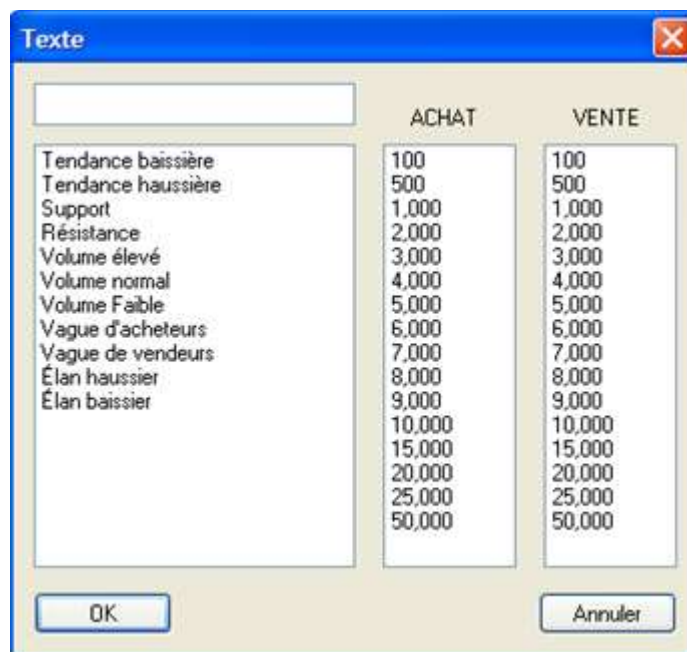 Texte
ACHAT
VENTE
Tendance baissière
Tendance haussière
Support
Résistance
Volume élevé
Volume normal
Volume Faible
Vague d'acheteurs
Vague de vendeurs
Élan haussier
Élan baissier
100
500
1,000
2,000
3,000
4,000
5,000
6,000
7,000
8,000
9,000
10,000
15,000
20,000
25,000
50,000
100
500
1,000
2,000
3,000
4,000
5,000
6,000
7,000
8,000
9,000
10,000
15,000
20,000
25,000
50,000
OK
Annuler